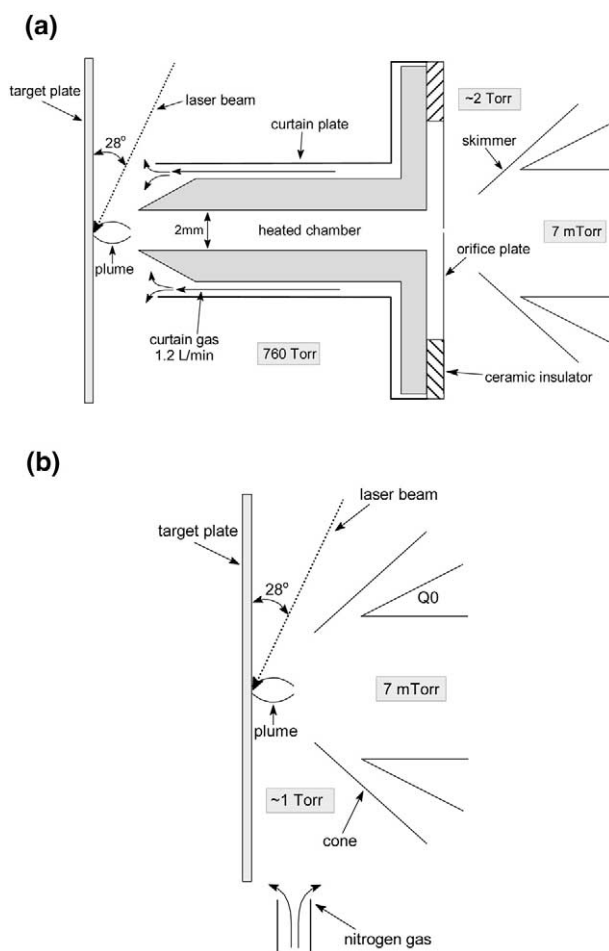 (a)
target plate
laser beam
28°
curtain plate
~2 Torr
skimmer
2mm
heated chamber
7 mTorr
plume
orifice plate
curtain gas
1.2 L/min
760 Torr
ceramic insulator
(b)
laser beam
target plate
28°
Q0
7 mTorr
plume
~1 Torr
cone
nitrogen gas